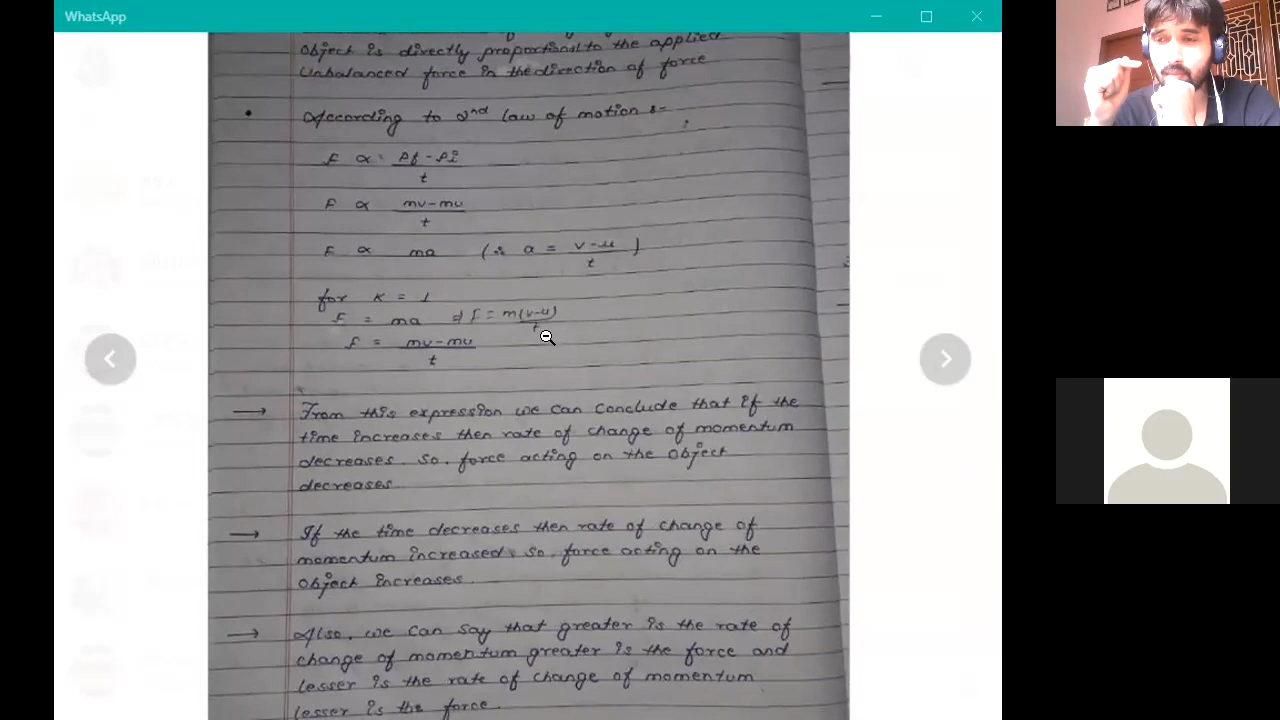 WhatsApp
object is directly proportional to the applied
unbalanced force in the direction of force
• According to 2nd law of motion :-
F ∝ Pf - Pi / t
F ∝ mv - mu / t
F ∝ ma (∵ a = v-u / t)
for K = 1
F = ma ⇒ F = m(v-u) / t
F = mv - mu / t
→ From this expression we can conclude that if the
time increases then rate of change of momentum
decreases. so, force acting on the object
decreases
→ If the time decreases then rate of change of
momentum increased, so, force acting on the
object increases
→ Also, we can say that greater is the rate of
change of momentum greater is the force and
lesser is the rate of change of momentum
lesser is the force.